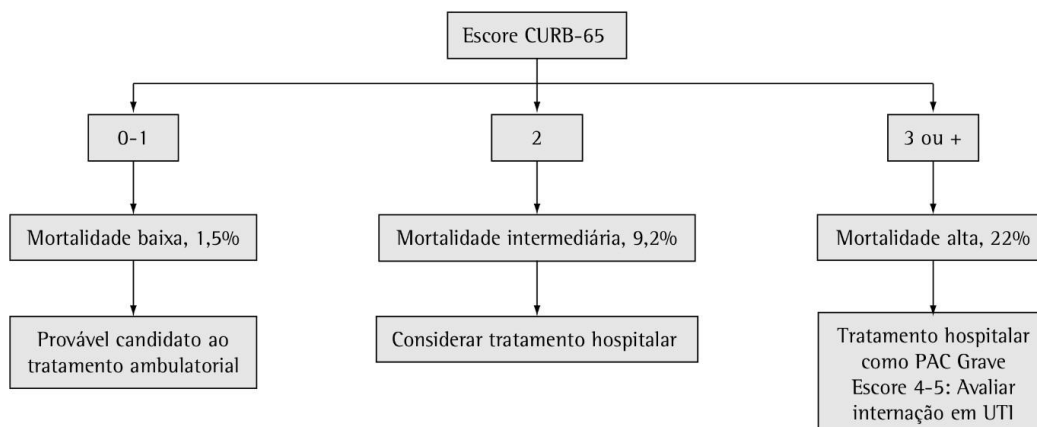 Escore CURB-65
0-1
2
3 ou +
Mortalidade baixa, 1,5%
Mortalidade intermediária, 9,2%
Mortalidade alta, 22%
Provável candidato ao
tratamento ambulatorial
Considerar tratamento hospitalar
Tratamento hospitalar
como PAC Grave
Escore 4-5: Avaliar
internação em UTI